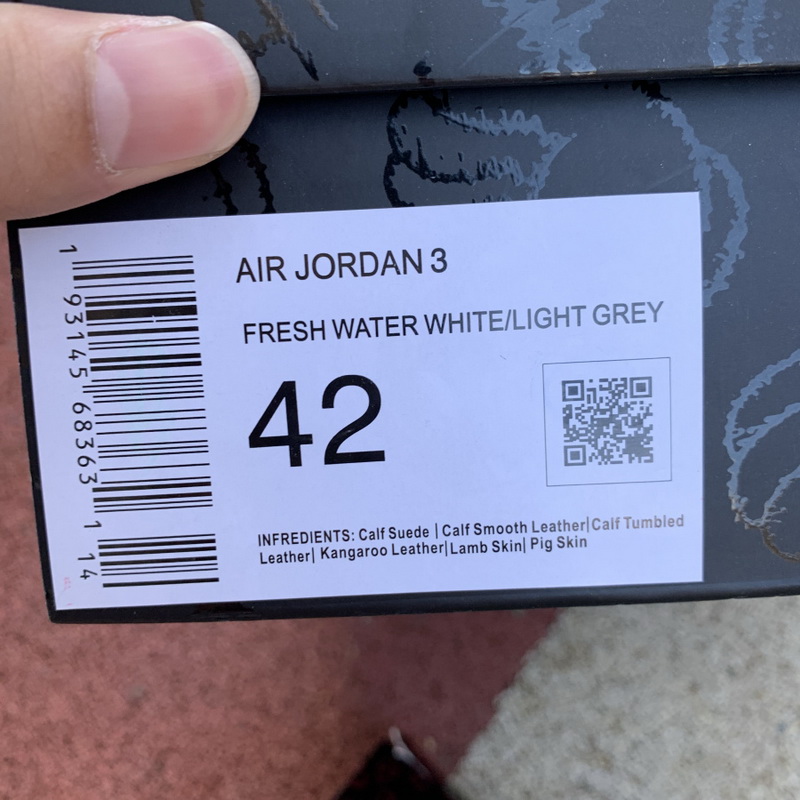 AIR JORDAN 3
FRESH WATER WHITE/LIGHT GREY
42
INFREDIENTS: Calf Suede | Calf Smooth Leather|Calf Tumbled
Leather| Kangaroo Leather|Lamb Skin| Pig Skin
1 93145 68363 1 14